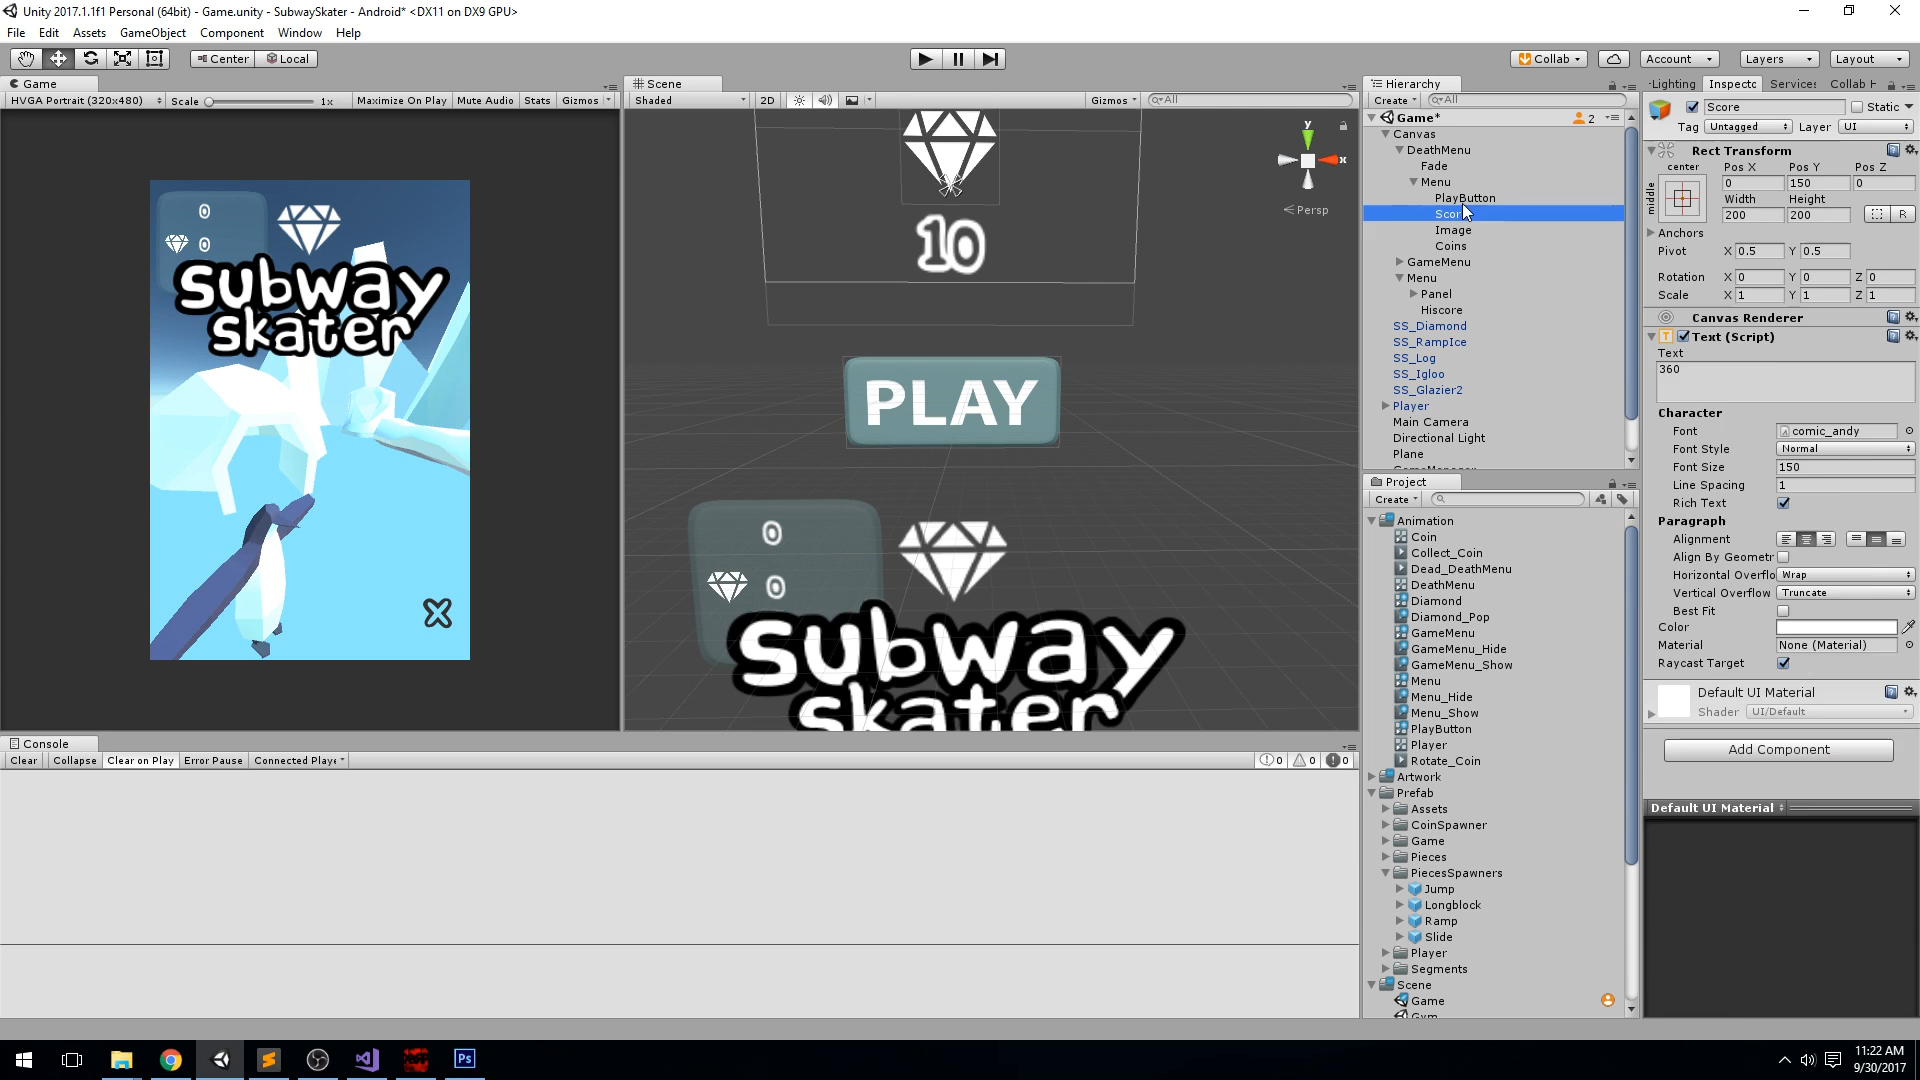 Unity 2017.1.1f1 Personal (64bit) - Game.unity - SubwaySkater - Android* <DX11 on DX9 GPU>
File Edit Assets GameObject Component Window Help
Center Local
Collab Account Layers Layout
Game
HVGA Portrait (320x480) Scale 1x Maximize On Play Mute Audio Stats Gizmos
0
0
subway
skater
Scene
Shaded 2D Gizmos All
y
x
Persp
10
PLAY
0
0
subway
skater
Console
Clear Collapse Clear on Play Error Pause Connected Playe
0 0 0
Hierarchy
Create All
Game* 2
Canvas
DeathMenu
Fade
Menu
PlayButton
Image
Coins
GameMenu
Menu
Panel
Hiscore
SS_Diamond
SS_RampIce
SS_Log
SS_Igloo
SS_Glazier2
Player
Main Camera
Directional Light
Plane
Project
Create
Animation
Coin
Collect_Coin
Dead_DeathMenu
DeathMenu
Diamond
Diamond_Pop
GameMenu
GameMenu_Hide
GameMenu_Show
Menu
Menu_Hide
Menu_Show
PlayButton
Player
Rotate_Coin
Artwork
Prefab
Assets
CoinSpawner
Game
Pieces
PiecesSpawners
Jump
Longblock
Ramp
Slide
Player
Segments
Scene
Game
Lighting Inspecto Services Collab H
Score Static
Tag Untagged Layer UI
Rect Transform
center Pos X Pos Y Pos Z
middle 0 150 0
Width Height
200 200 R
Anchors
Pivot X 0.5 Y 0.5
Rotation X 0 Y 0 Z 0
Scale X 1 Y 1 Z 1
Canvas Renderer
Text (Script)
Text
360
Character
Font comic_andy
Font Style Normal
Font Size 150
Line Spacing 1
Rich Text
Paragraph
Alignment
Align By Geometr
Horizontal Overflo Wrap
Vertical Overflow Truncate
Best Fit
Color
Material None (Material)
Raycast Target
Default UI Material
Shader UI/Default
Add Component
Default UI Material
Ps
11:22 AM
9/30/2017